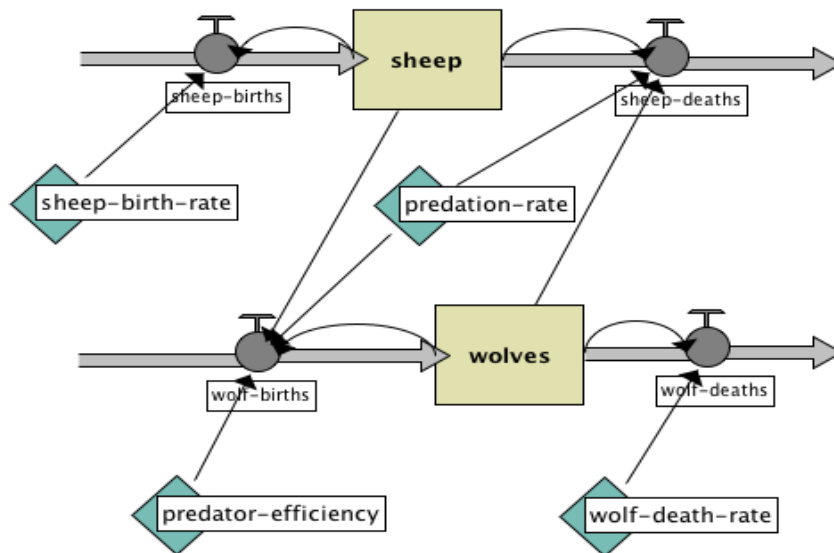 sheep
sheep-births
sheep-deaths
sheep-birth-rate
predation-rate
wolves
wolf-births
wolf-deaths
predator-efficiency
wolf-death-rate